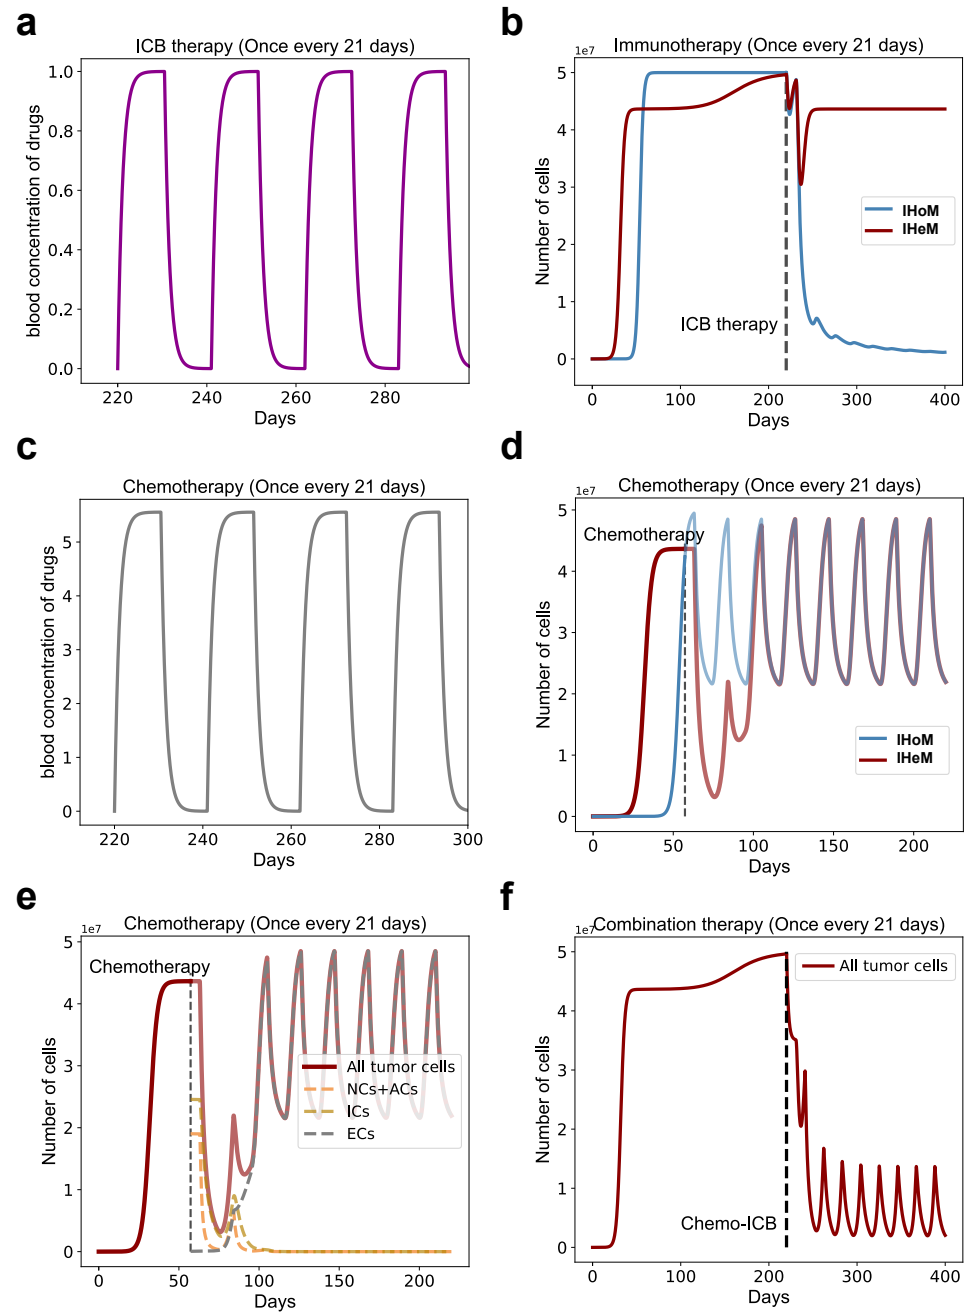 a
ICB therapy (Once every 21 days)
blood concentration of drugs
1.0
0.8
0.6
0.4
0.2
0.0
220
240
260
280
Days
b
1e7
Immunotherapy (Once every 21 days)
Number of cells
5
4
3
2
1
0
IHoM
IHeM
ICB therapy
0
100
200
300
400
Days
c
Chemotherapy (Once every 21 days)
blood concentration of drugs
5
4
3
2
1
0
220
240
260
280
300
Days
d
1e7
Chemotherapy (Once every 21 days)
Number of cells
5
4
3
2
1
0
Chemotherapy
IHoM
IHeM
0
50
100
150
200
Days
e
1e7
Chemotherapy (Once every 21 days)
Number of cells
5
4
3
2
1
0
Chemotherapy
All tumor cells
NCs+ACs
ICs
ECs
0
50
100
150
200
Days
f
1e7
Combination therapy (Once every 21 days)
Number of cells
5
4
3
2
1
0
All tumor cells
Chemo-ICB
0
100
200
300
400
Days